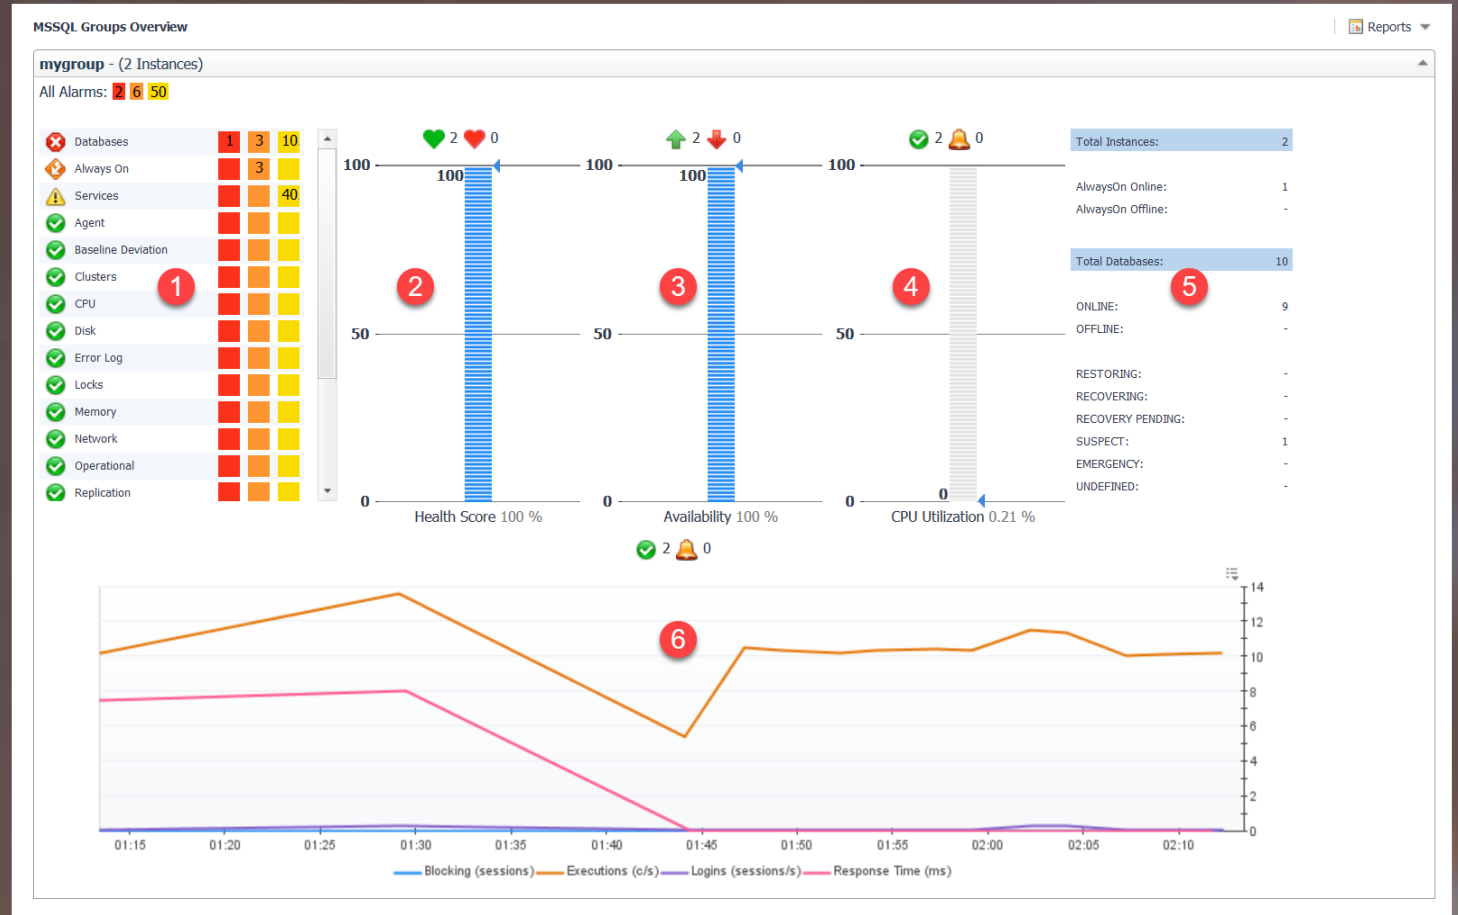 MSSQL Groups Overview
Reports
mygroup - (2 Instances)
All Alarms: 2 6 50
Databases 1 3 10
Always On 3
Services 40
Agent
Baseline Deviation
Clusters
CPU
Disk
Error Log
Locks
Memory
Network
Operational
Replication
1
2 0
100
100
2
50
0
Health Score 100 %
2 0
100
100
3
50
0
Availability 100 %
2 0
100
4
50
0
0
CPU Utilization 0.21 %
Total Instances: 2
AlwaysOn Online: 1
AlwaysOn Offline: -
Total Databases: 10
5
ONLINE: 9
OFFLINE: -
RESTORING: -
RECOVERING: -
RECOVERY PENDING: -
SUSPECT: 1
EMERGENCY: -
UNDEFINED: -
2 0
6
14
12
10
8
6
4
2
0
01:15 01:20 01:25 01:30 01:35 01:40 01:45 01:50 01:55 02:00 02:05 02:10
Blocking (sessions) Executions (c/s) Logins (sessions/s) Response Time (ms)